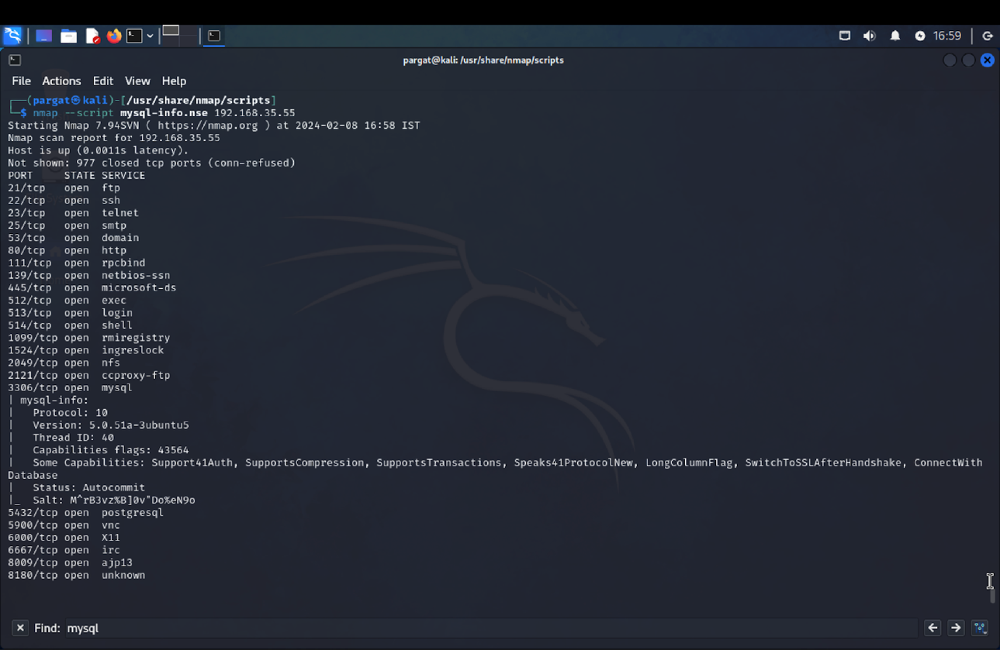 16:59
pargat@kali: /usr/share/nmap/scripts
File Actions Edit View Help
┌──(pargat㉿kali)-[/usr/share/nmap/scripts]
└─$ nmap --script mysql-info.nse 192.168.35.55
Starting Nmap 7.94SVN ( https://nmap.org ) at 2024-02-08 16:58 IST
Nmap scan report for 192.168.35.55
Host is up (0.0011s latency).
Not shown: 977 closed tcp ports (conn-refused)
PORT     STATE SERVICE
21/tcp   open  ftp
22/tcp   open  ssh
23/tcp   open  telnet
25/tcp   open  smtp
53/tcp   open  domain
80/tcp   open  http
111/tcp  open  rpcbind
139/tcp  open  netbios-ssn
445/tcp  open  microsoft-ds
512/tcp  open  exec
513/tcp  open  login
514/tcp  open  shell
1099/tcp open  rmiregistry
1524/tcp open  ingreslock
2049/tcp open  nfs
2121/tcp open  ccproxy-ftp
3306/tcp open  mysql
| mysql-info:
|   Protocol: 10
|   Version: 5.0.51a-3ubuntu5
|   Thread ID: 40
|   Capabilities flags: 43564
|   Some Capabilities: Support41Auth, SupportsCompression, SupportsTransactions, Speaks41ProtocolNew, LongColumnFlag, SwitchToSSLAfterHandshake, ConnectWith
Database
|   Status: Autocommit
|_  Salt: M^rB3vz%B]0v"Do%eN9o
5432/tcp open  postgresql
5900/tcp open  vnc
6000/tcp open  X11
6667/tcp open  irc
8009/tcp open  ajp13
8180/tcp open  unknown
Find: mysql